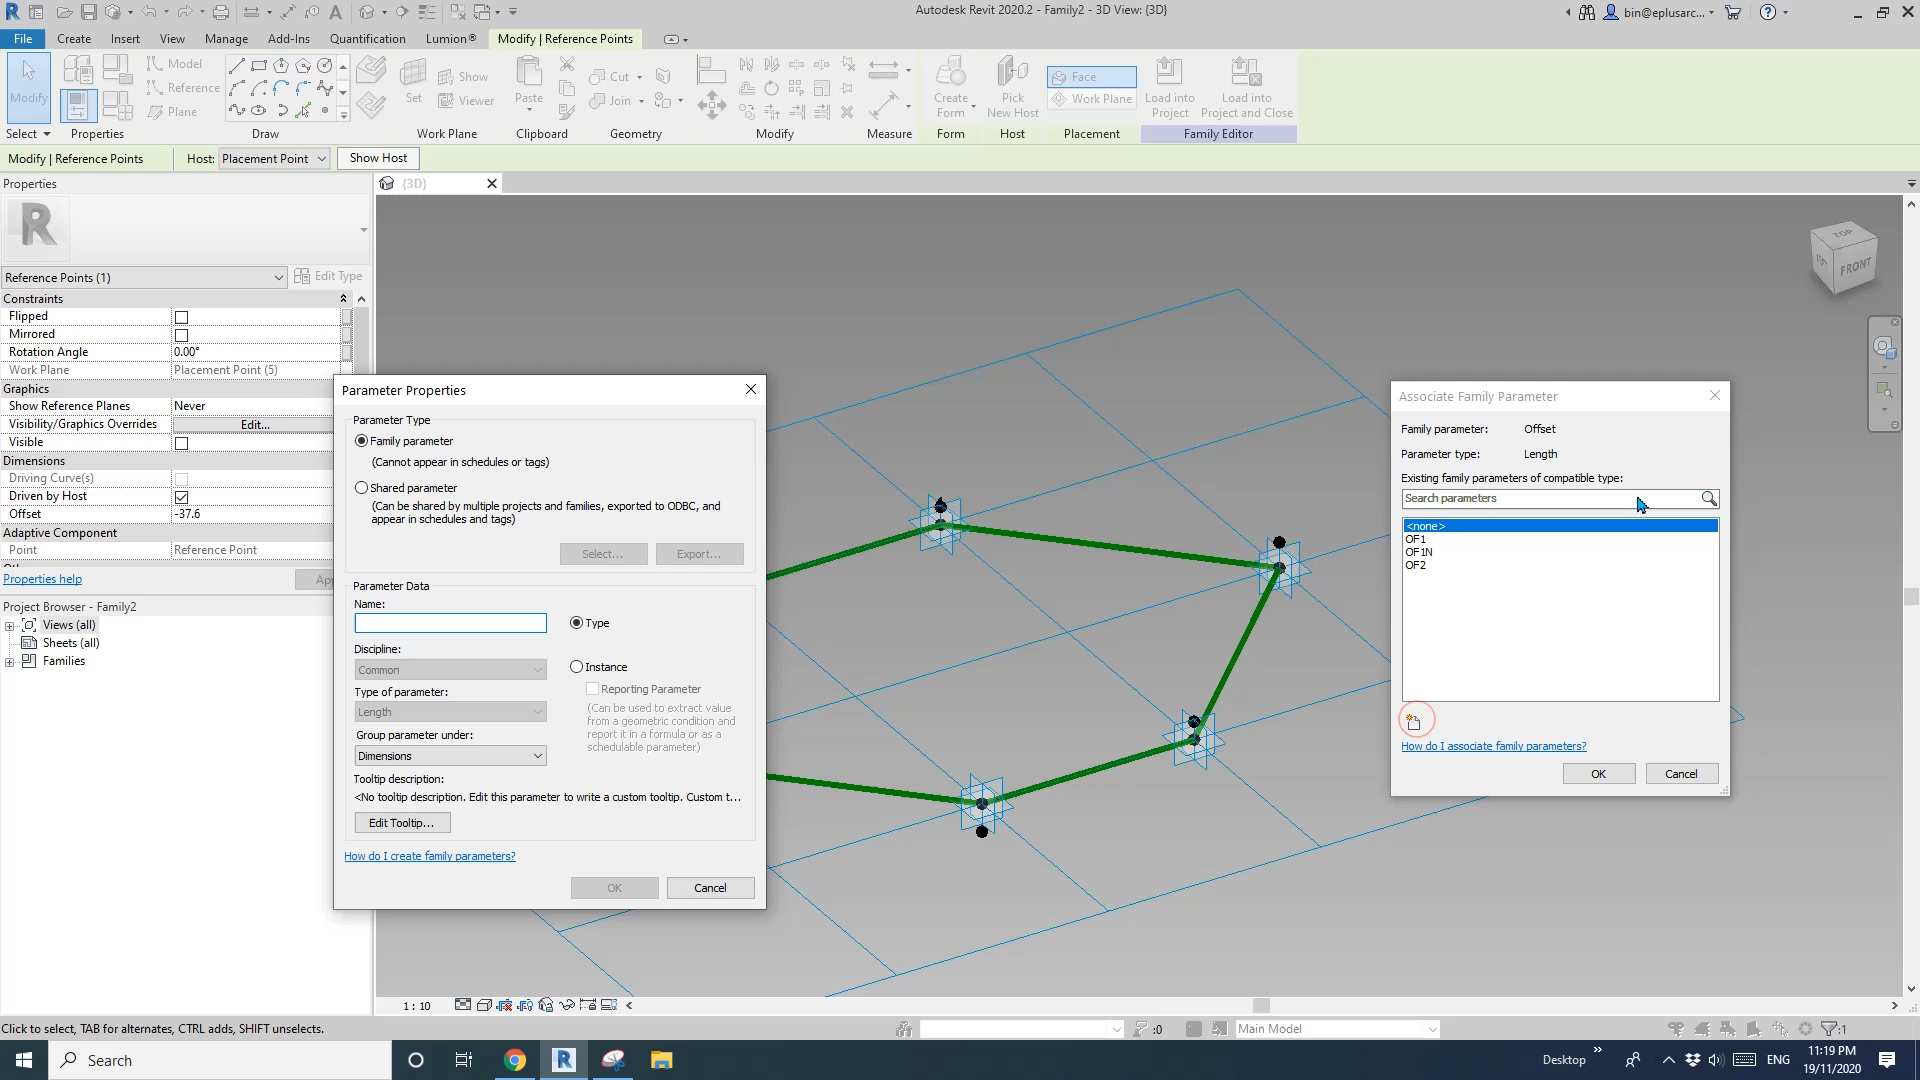 Autodesk Revit 2020.2 - Family2 - 3D View: {3D}
bin@eplusarc...
File
Create
Insert
View
Manage
Add-Ins
Quantification
Lumion®
Modify | Reference Points
Modify
Model
Reference
Plane
Set
Show
Viewer
Paste
Cut
Join
Create
Form
Pick
New Host
Face
Work Plane
Load into
Project
Load into
Project and Close
Select
Properties
Draw
Work Plane
Clipboard
Geometry
Modify
Measure
Form
Host
Placement
Family Editor
Modify | Reference Points
Host:
Placement Point
Show Host
Properties
{3D}
R
Reference Points (1)
Edit Type
Constraints
Flipped
Mirrored
Rotation Angle
0.00°
Work Plane
Placement Point (5)
Graphics
Show Reference Planes
Never
Visibility/Graphics Overrides
Edit...
Visible
Dimensions
Driving Curve(s)
Driven by Host
Offset
-37.6
Adaptive Component
Point
Reference Point
Properties help
App
Project Browser - Family2
Views (all)
Sheets (all)
Families
Parameter Properties
Parameter Type
Family parameter
(Cannot appear in schedules or tags)
Shared parameter
(Can be shared by multiple projects and families, exported to ODBC, and
appear in schedules and tags)
Select...
Export...
Parameter Data
Name:
Type
Discipline:
Common
Instance
Reporting Parameter
Type of parameter:
Length
(Can be used to extract value
from a geometric condition and
report it in a formula or as a
schedulable parameter)
Group parameter under:
Dimensions
Tooltip description:
<No tooltip description. Edit this parameter to write a custom tooltip. Custom t...
Edit Tooltip...
How do I create family parameters?
OK
Cancel
TOP
FRONT
Associate Family Parameter
Family parameter:
Offset
Parameter type:
Length
Existing family parameters of compatible type:
Search parameters
<none>
OF1
OF1N
OF2
How do I associate family parameters?
OK
Cancel
1 : 10
Click to select, TAB for alternates, CTRL adds, SHIFT unselects.
:0
Main Model
:1
Search
Desktop
ENG
11:19 PM
19/11/2020